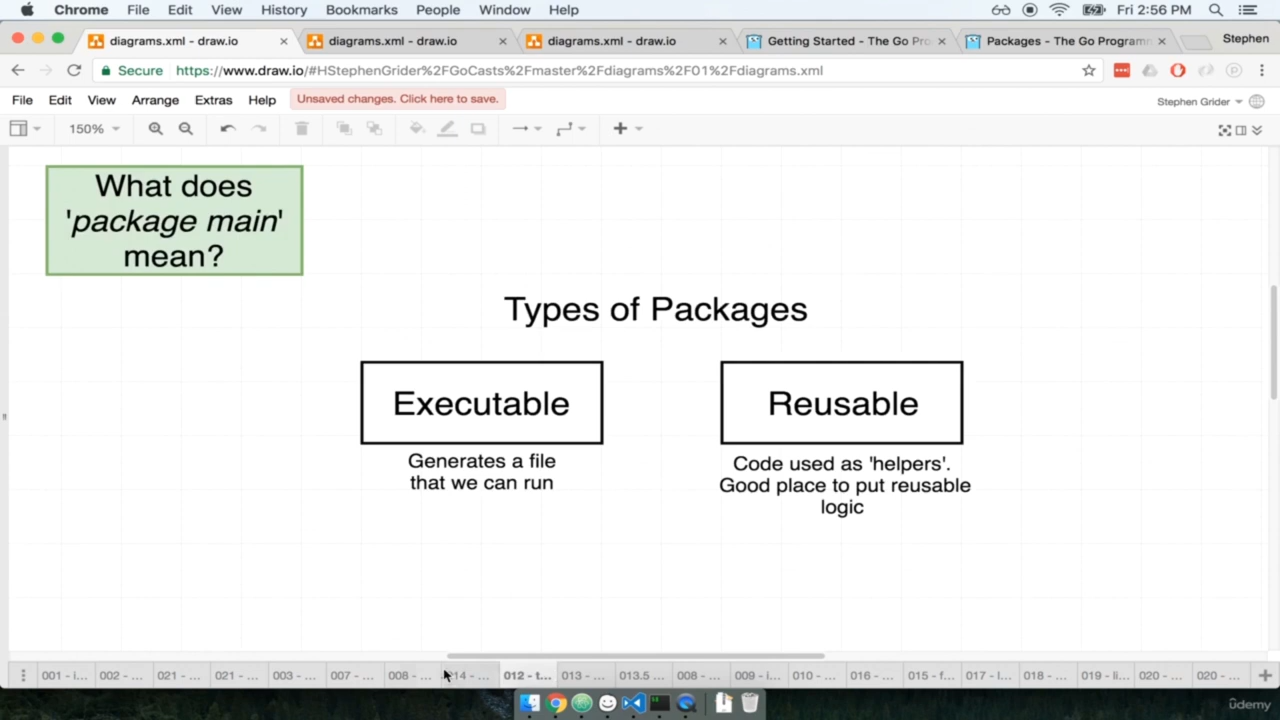 Chrome File Edit View History Bookmarks People Window Help Fri 2:56 PM
diagrams.xml - draw.io diagrams.xml - draw.io diagrams.xml - draw.io Getting Started - The Go Pro Packages - The Go Programm Stephen
Secure https://www.draw.io/#HStephenGrider%2FGoCasts%2Fmaster%2Fdiagrams%2F01%2Fdiagrams.xml
File Edit View Arrange Extras Help Unsaved changes. Click here to save. Stephen Grider
150%
What does
'package main'
mean?
Types of Packages
Executable
Reusable
Generates a file
that we can run
Code used as 'helpers'.
Good place to put reusable
logic
001 - i... 002 - ... 021 - ... 021 - ... 003 - ... 007 - ... 008 - ... 014 - ... 012 - t... 013 - ... 013.5 ... 008 - ... 009 - i... 010 - ... 016 - ... 015 - f... 017 - l... 018 - ... 019 - li... 020 - ... 020 - ...
ûdemy